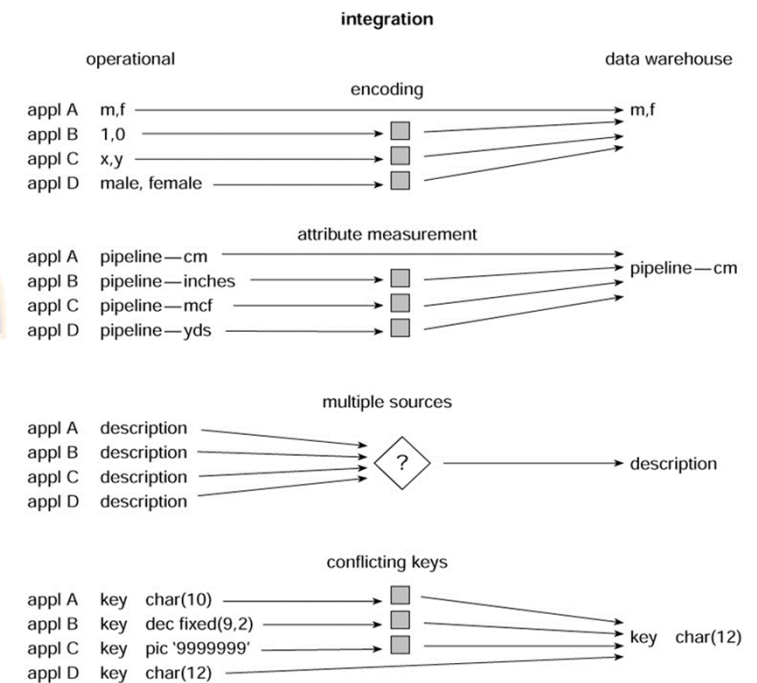 integration
operational data warehouse
encoding
appl A m,f m,f
appl B 1,0
appl C x,y
appl D male, female
attribute measurement
appl A pipeline—cm
pipeline—cm
appl B pipeline—inches
appl C pipeline—mcf
appl D pipeline—yds
multiple sources
appl A description
appl B description
? description
appl C description
appl D description
conflicting keys
appl A key char(10)
appl B key dec fixed(9,2)
key char(12)
appl C key pic '9999999'
appl D key char(12)